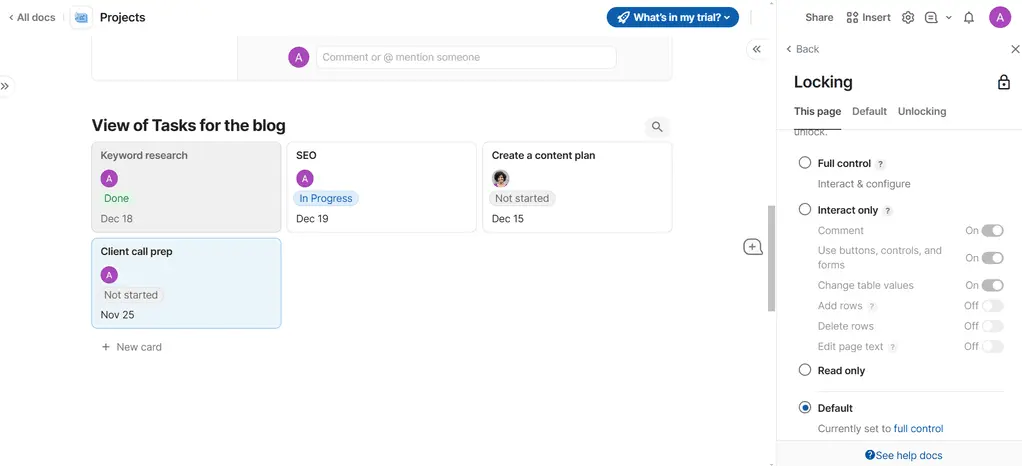 All docs
Projects
What's in my trial?
Share
Insert
A
A
Comment or @ mention someone
View of Tasks for the blog
Keyword research
A
Done
Dec 18
SEO
A
In Progress
Dec 19
Create a content plan
Not started
Dec 15
Client call prep
A
Not started
Nov 25
+ New card
Back
Locking
This page
Default
Unlocking
unlock.
Full control ?
Interact & configure
Interact only ?
Comment On
Use buttons, controls, and On
forms
Change table values On
Add rows ? Off
Delete rows Off
Edit page text ? Off
Read only
Default
Currently set to full control
?See help docs